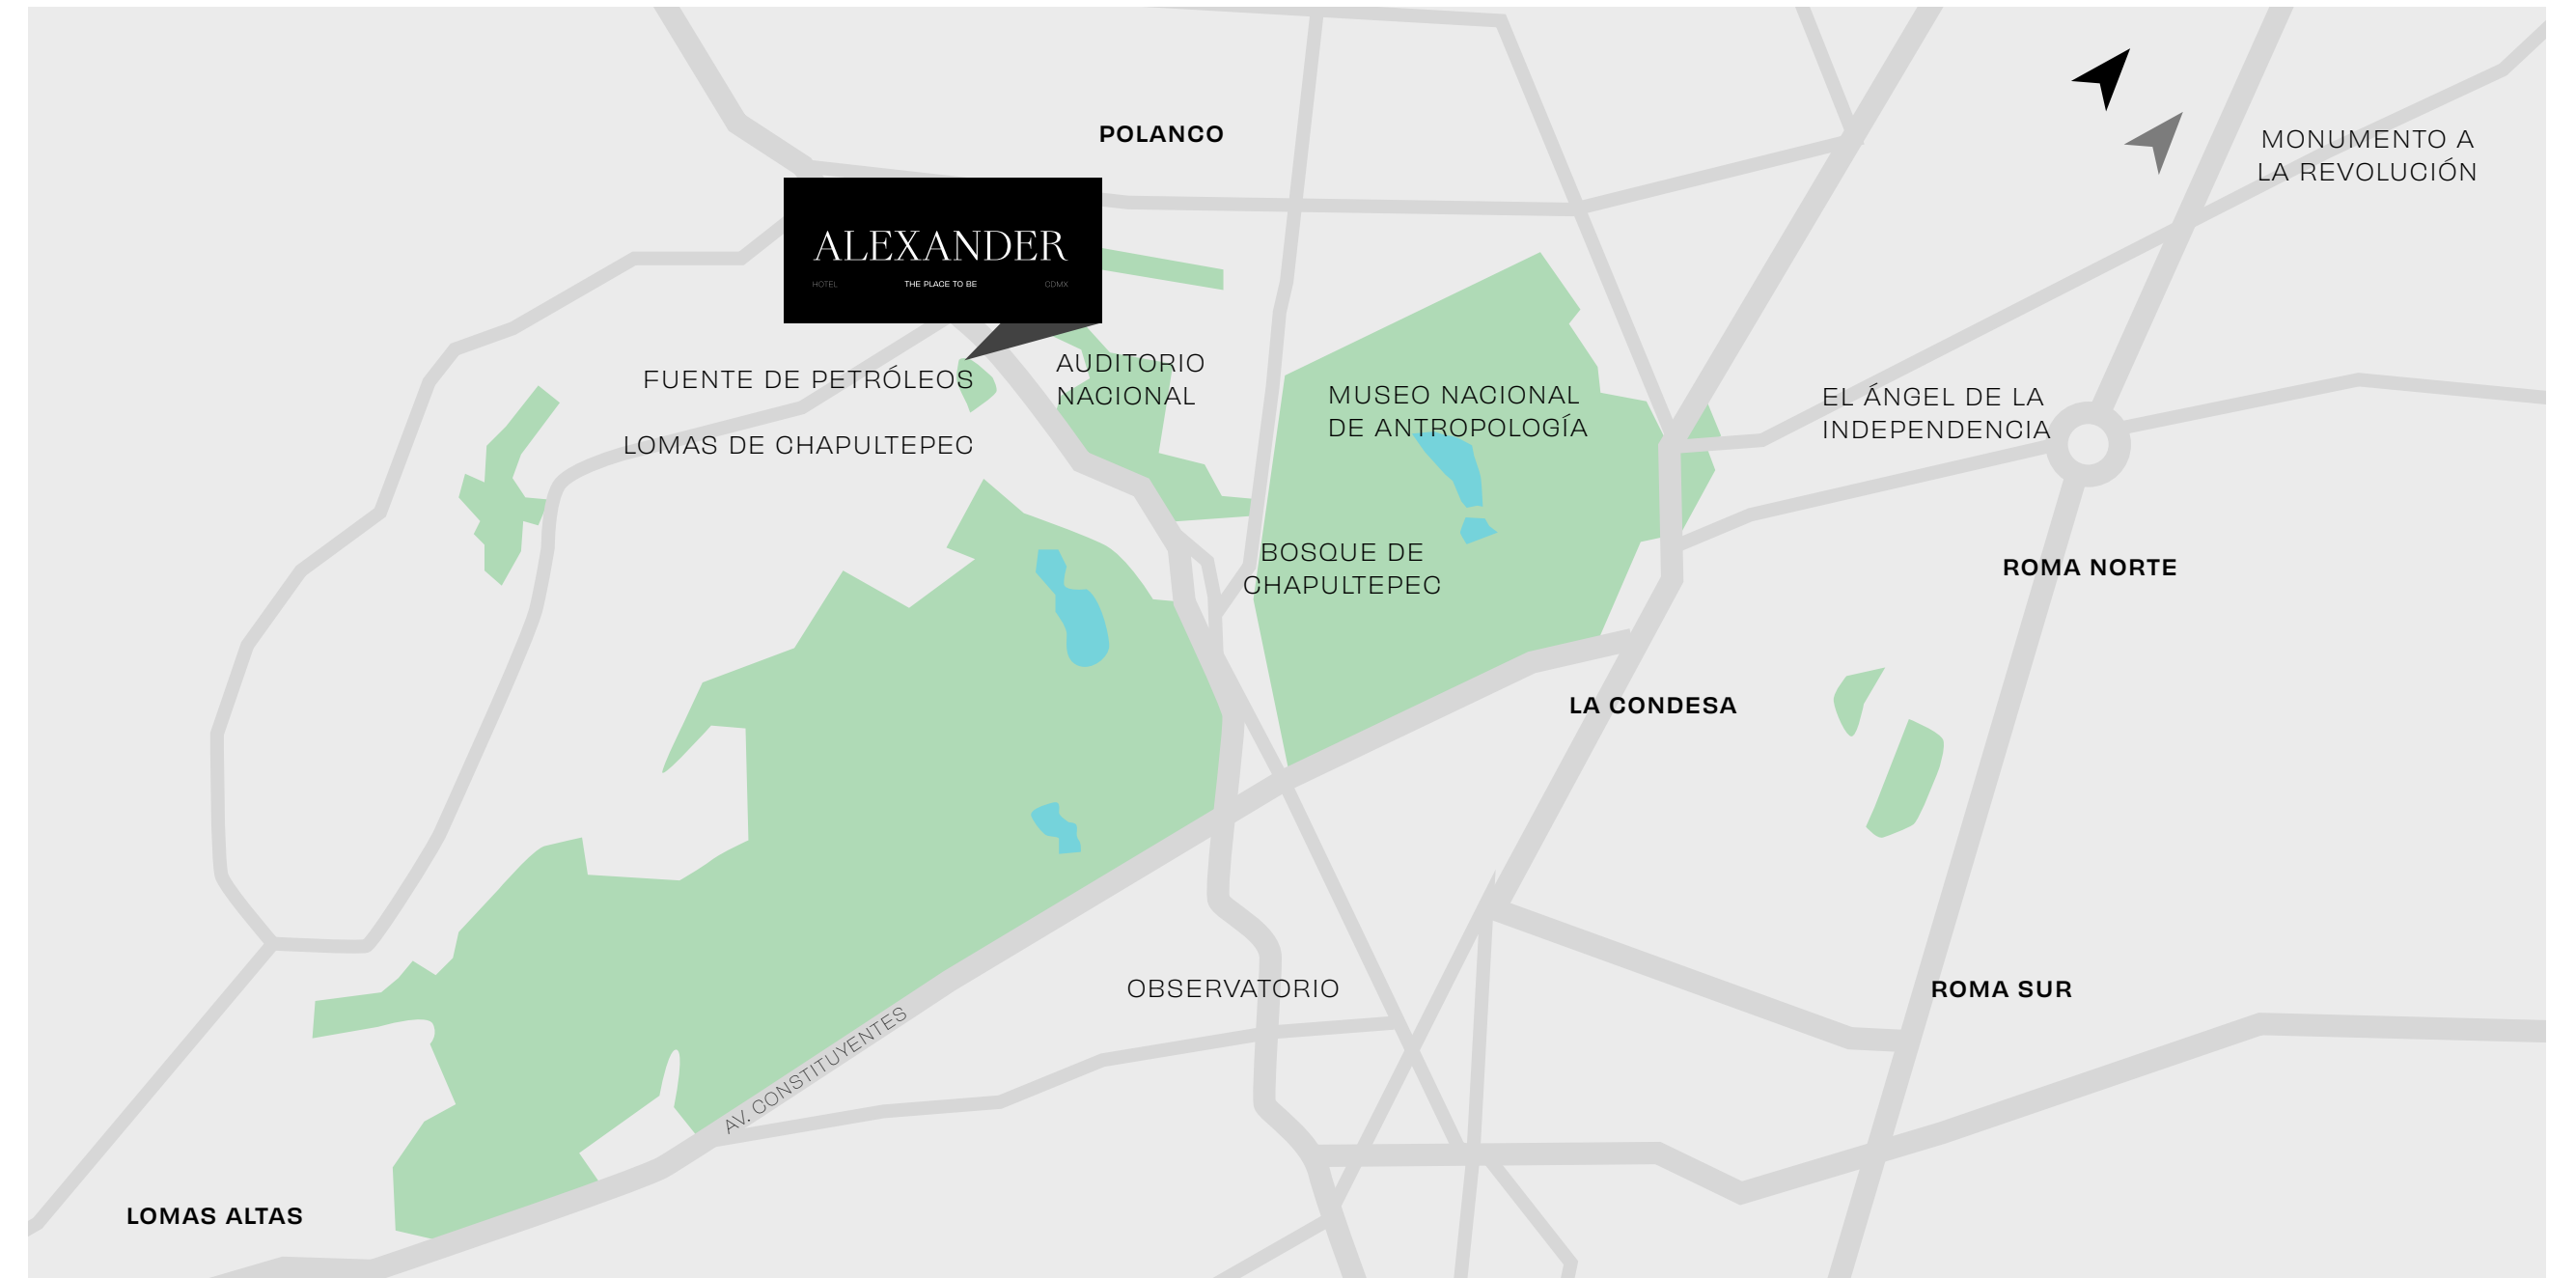 POLANCO
MONUMENTO A
LA REVOLUCIÓN
ALEXANDER
HOTEL THE PLACE TO BE CDMX
FUENTE DE PETRÓLEOS
AUDITORIO
NACIONAL
MUSEO NACIONAL
DE ANTROPOLOGÍA
EL ÁNGEL DE LA
INDEPENDENCIA
LOMAS DE CHAPULTEPEC
BOSQUE DE
CHAPULTEPEC
ROMA NORTE
LA CONDESA
OBSERVATORIO
ROMA SUR
AV. CONSTITUYENTES
LOMAS ALTAS